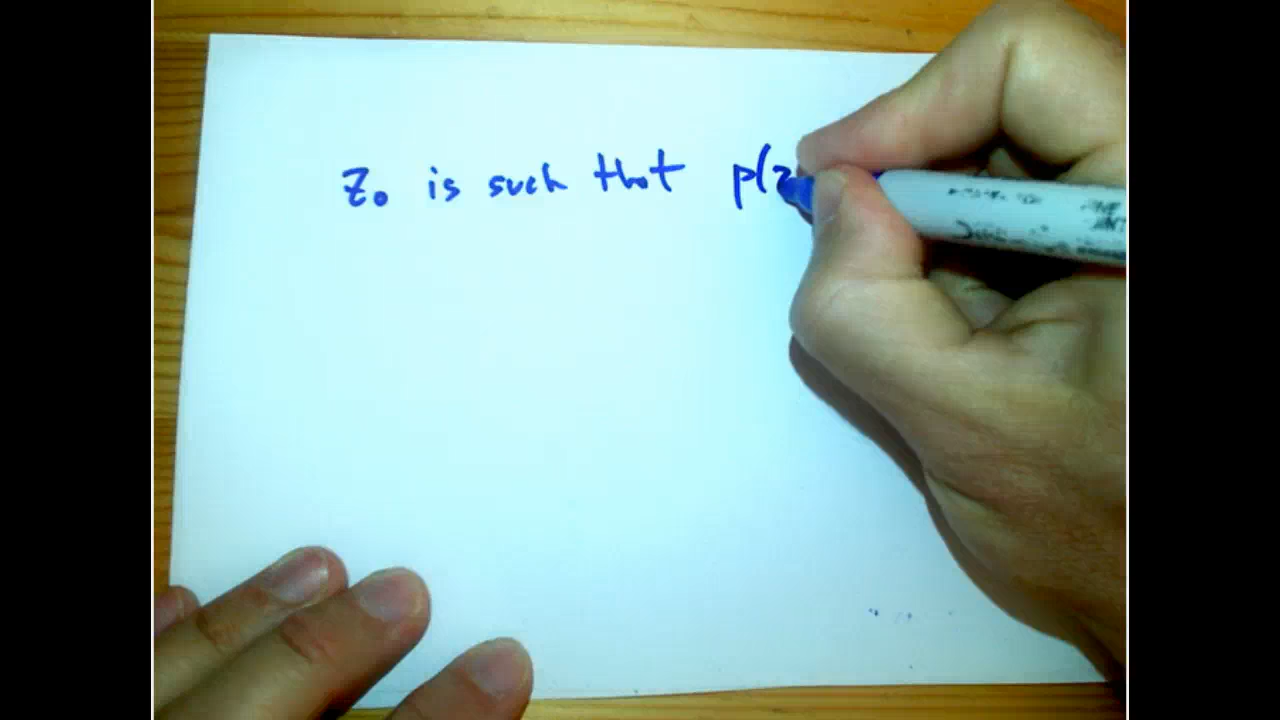 z₀ is such that p(z